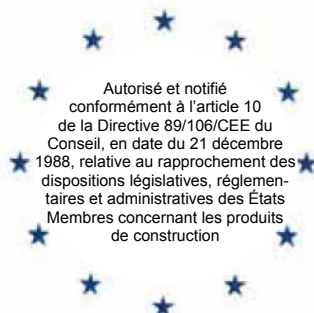 Autorisé et notifié
conformément à l'article 10
de la Directive 89/106/CEE du
Conseil, en date du 21 décembre
1988, relative au rapprochement des
dispositions législatives, réglemen-
taires et administratives des États
Membres concernant les produits
de construction